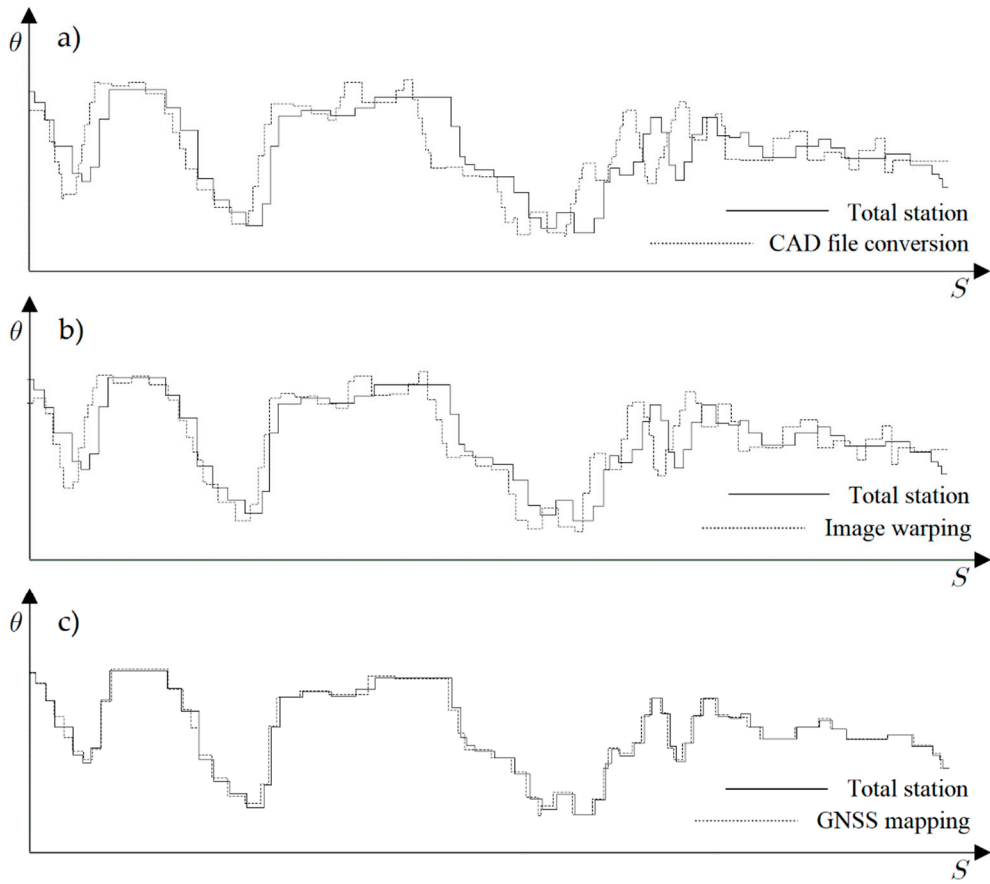 θ
a)
Total station
CAD file conversion
S
θ
b)
Total station
Image warping
S
θ
c)
Total station
GNSS mapping
S